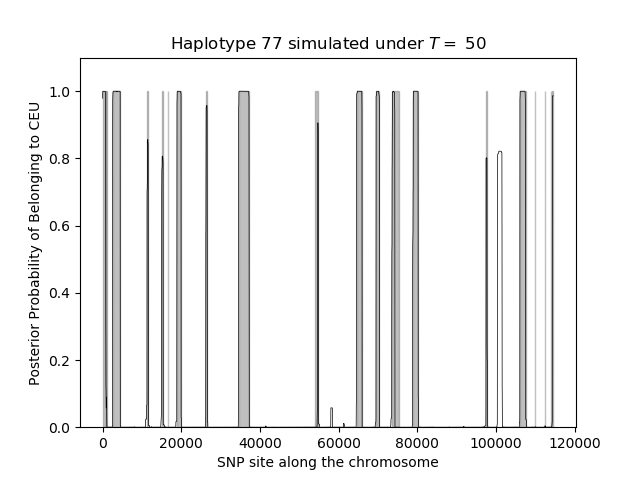 Haplotype 77 simulated under T = 50
Posterior Probability of Belonging to CEU
1.0
0.8
0.6
0.4
0.2
0.0
0 20000 40000 60000 80000 100000 120000
SNP site along the chromosome